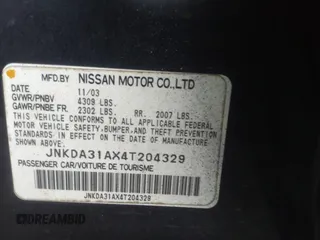 MFD.BY NISSAN MOTOR CO.,LTD
DATE 11/03
GVWR/PNBV 4309 LBS.
GAWR/PNBE FR. 2302 LBS. RR. 2007 LBS.
THIS VEHICLE CONFORMS TO ALL APPLICABLE FEDERAL
MOTOR VEHICLE SAFETY,BUMPER,AND THEFT PREVENTION
STANDARDS IN EFFECT ON THE DATE OF MANUFACTURE
SHOWN ABOVE.
JNKDA31AX4T204329
PASSENGER CAR/VOITURE DE TOURISME
JNKDA31AX4T204329
© DREAMBID